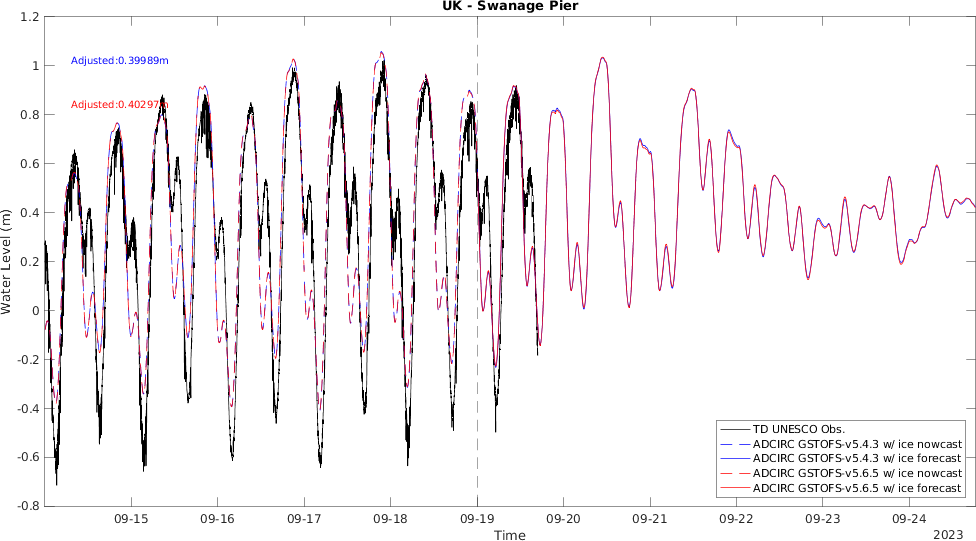 UK - Swanage Pier
Adjusted:0.39989m
Adjusted:0.40297m
Water Level (m)
1.2
1
0.8
0.6
0.4
0.2
0
-0.2
-0.4
-0.6
-0.8
TD UNESCO Obs.
ADCIRC GSTOFS-v5.4.3 w/ ice nowcast
ADCIRC GSTOFS-v5.4.3 w/ ice forecast
ADCIRC GSTOFS-v5.6.5 w/ ice nowcast
ADCIRC GSTOFS-v5.6.5 w/ ice forecast
09-15 09-16 09-17 09-18 09-19 09-20 09-21 09-22 09-23 09-24
Time
2023